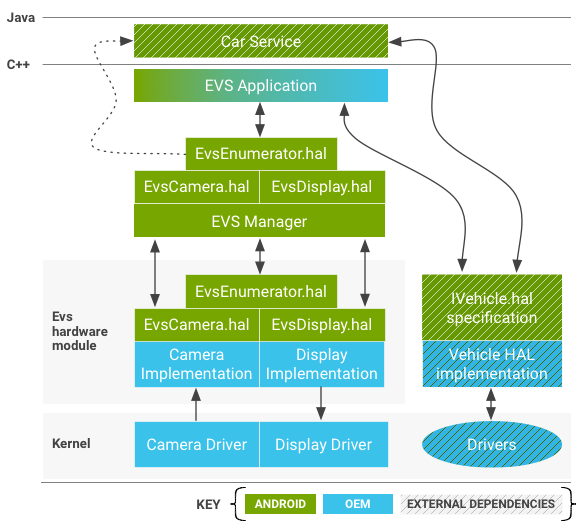 Java
Car Service
C++
EVS Application
EvsEnumerator.hal
EvsCamera.hal
EvsDisplay.hal
EVS Manager
Evs
hardware
module
EvsEnumerator.hal
EvsCamera.hal
EvsDisplay.hal
Camera
Implementation
Display
Implementation
IVehicle.hal
specification
Vehicle HAL
implementation
Kernel
Camera Driver
Display Driver
Drivers
KEY
ANDROID
OEM
EXTERNAL DEPENDENCIES